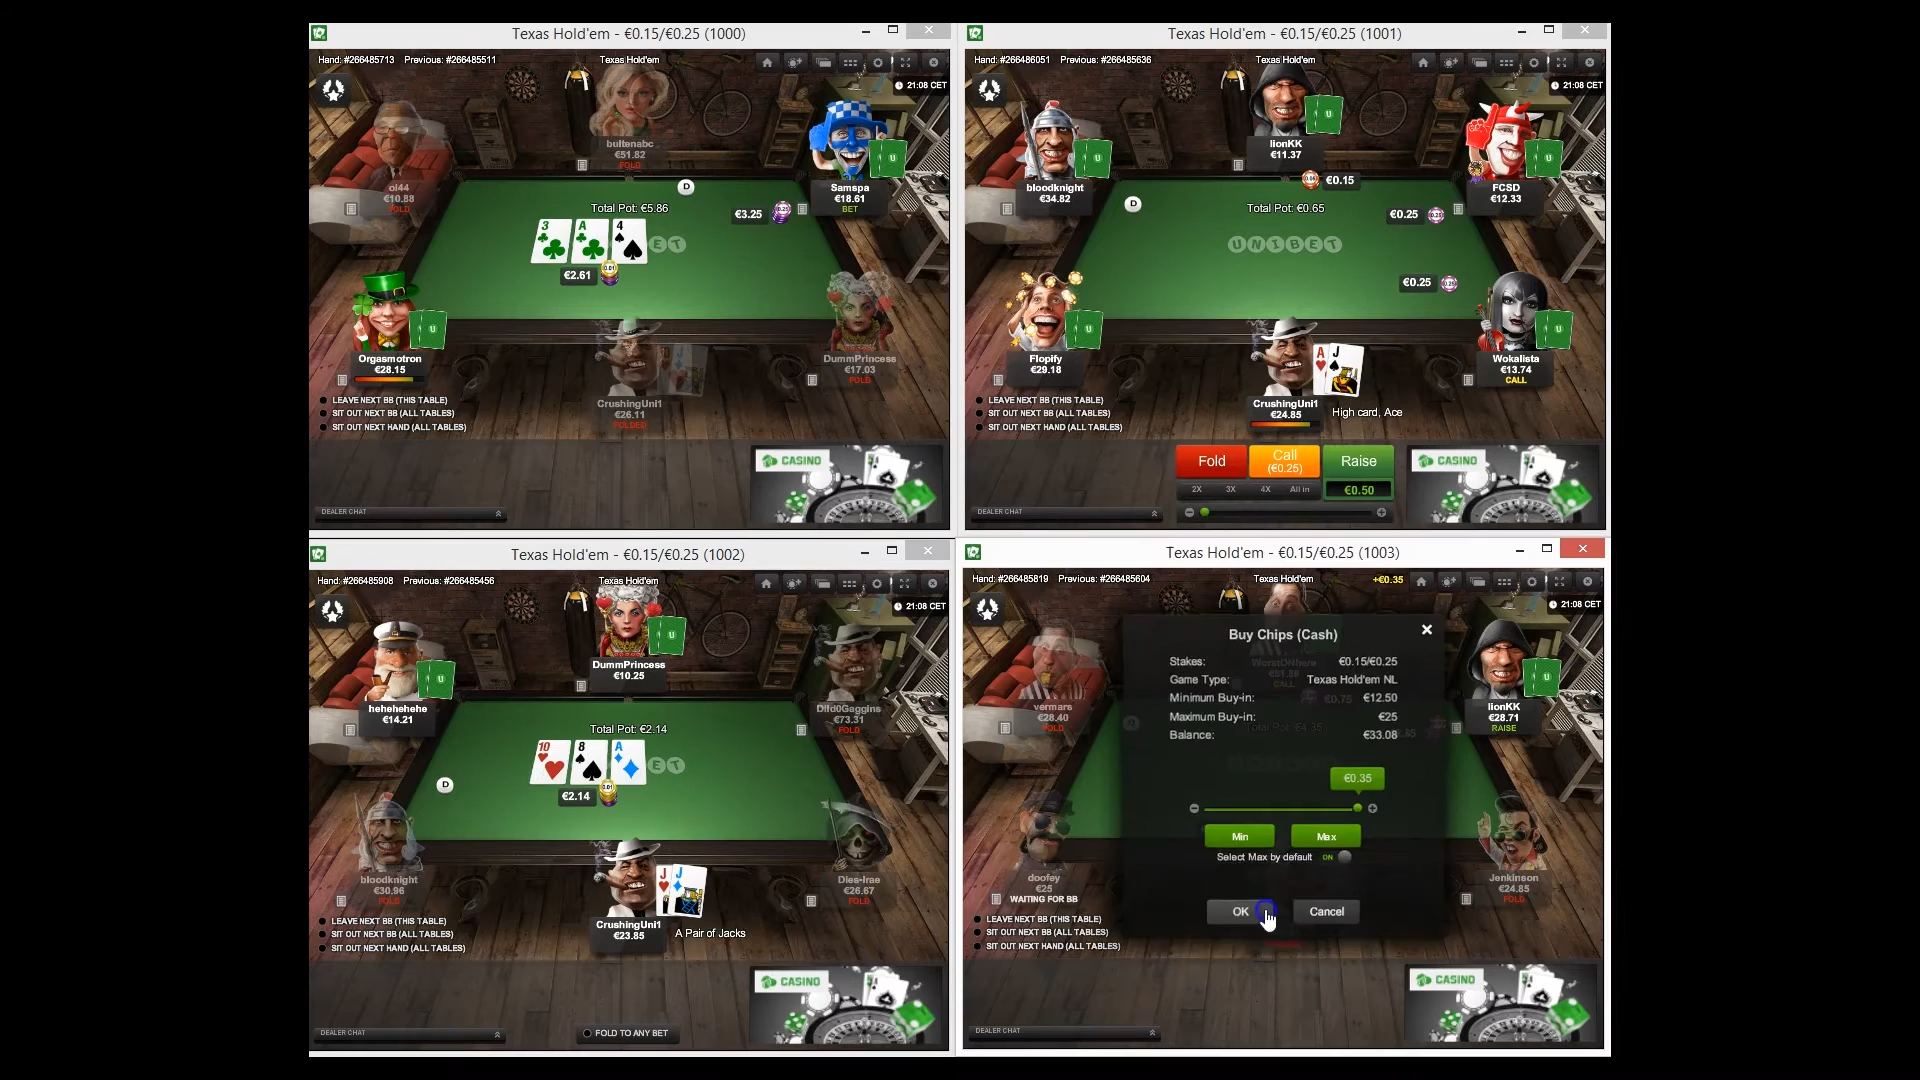 Texas Hold'em - €0.15/€0.25 (1000)
Hand: #266485713 Previous: #266485511
Texas Hold'em
21:08 CET
bultenabc
€51.82
FOLD
ol44
€10.88
FOLD
Samspa
€18.61
BET
D
Total Pot: €5.86
€3.25
3
A
4
ET
€2.61
Orgasmotron
€28.15
DummPrincess
€17.03
FOLD
CrushingUni1
€26.11
FOLDED
LEAVE NEXT BB (THIS TABLE)
SIT OUT NEXT BB (ALL TABLES)
SIT OUT NEXT HAND (ALL TABLES)
CASINO
DEALER CHAT
Texas Hold'em - €0.15/€0.25 (1001)
Hand: #266486051 Previous: #266485636
Texas Hold'em
21:08 CET
lionKK
€11.37
bloodknight
€34.82
FCSD
€12.33
€0.15
D
Total Pot: €0.65
€0.25
UNIBET
€0.25
Flopify
€29.18
Wokalista
€13.74
CALL
A
J
CrushingUni1
€24.85
High card, Ace
LEAVE NEXT BB (THIS TABLE)
SIT OUT NEXT BB (ALL TABLES)
SIT OUT NEXT HAND (ALL TABLES)
Fold
Call
(€0.25)
Raise
2X 3X 4X All in
€0.50
CASINO
DEALER CHAT
Texas Hold'em - €0.15/€0.25 (1002)
Hand: #266485908 Previous: #266485456
Texas Hold'em
21:08 CET
DummPrincess
€10.25
hehehehehe
€14.21
€73.31
FOLD
Total Pot: €2.14
10
8
A
ET
D
€2.14
bloodknight
€30.96
FOLD
Dies-Irae
€26.67
FOLD
J
J
CrushingUni1
€23.85
A Pair of Jacks
LEAVE NEXT BB (THIS TABLE)
SIT OUT NEXT BB (ALL TABLES)
SIT OUT NEXT HAND (ALL TABLES)
CASINO
DEALER CHAT
FOLD TO ANY BET
Texas Hold'em - €0.15/€0.25 (1003)
Hand: #266485819 Previous: #266485604
Texas Hold'em
+€0.35
21:08 CET
Buy Chips (Cash)
Stakes: €0.15/€0.25
Game Type: Texas Hold'em NL
Minimum Buy-in: €12.50
Maximum Buy-in: €25
Balance: €33.08
€0.35
Min
Max
Select Max by default ON
OK
Cancel
vermars
€28.40
FOLD
lionKK
€28.71
RAISE
doofey
€25
WAITING FOR BB
Jenkinson
€24.85
FOLD
LEAVE NEXT BB (THIS TABLE)
SIT OUT NEXT BB (ALL TABLES)
SIT OUT NEXT HAND (ALL TABLES)
CASINO
DEALER CHAT